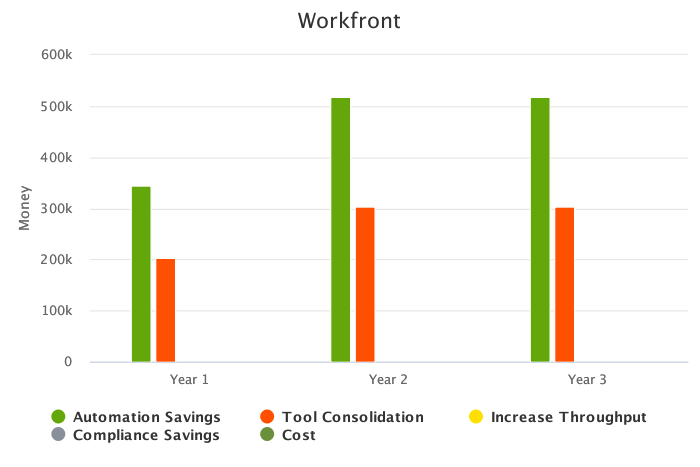 Workfront
600k
500k
400k
300k
200k
100k
0
Money
Year 1
Year 2
Year 3
Automation Savings
Tool Consolidation
Increase Throughput
Compliance Savings
Cost